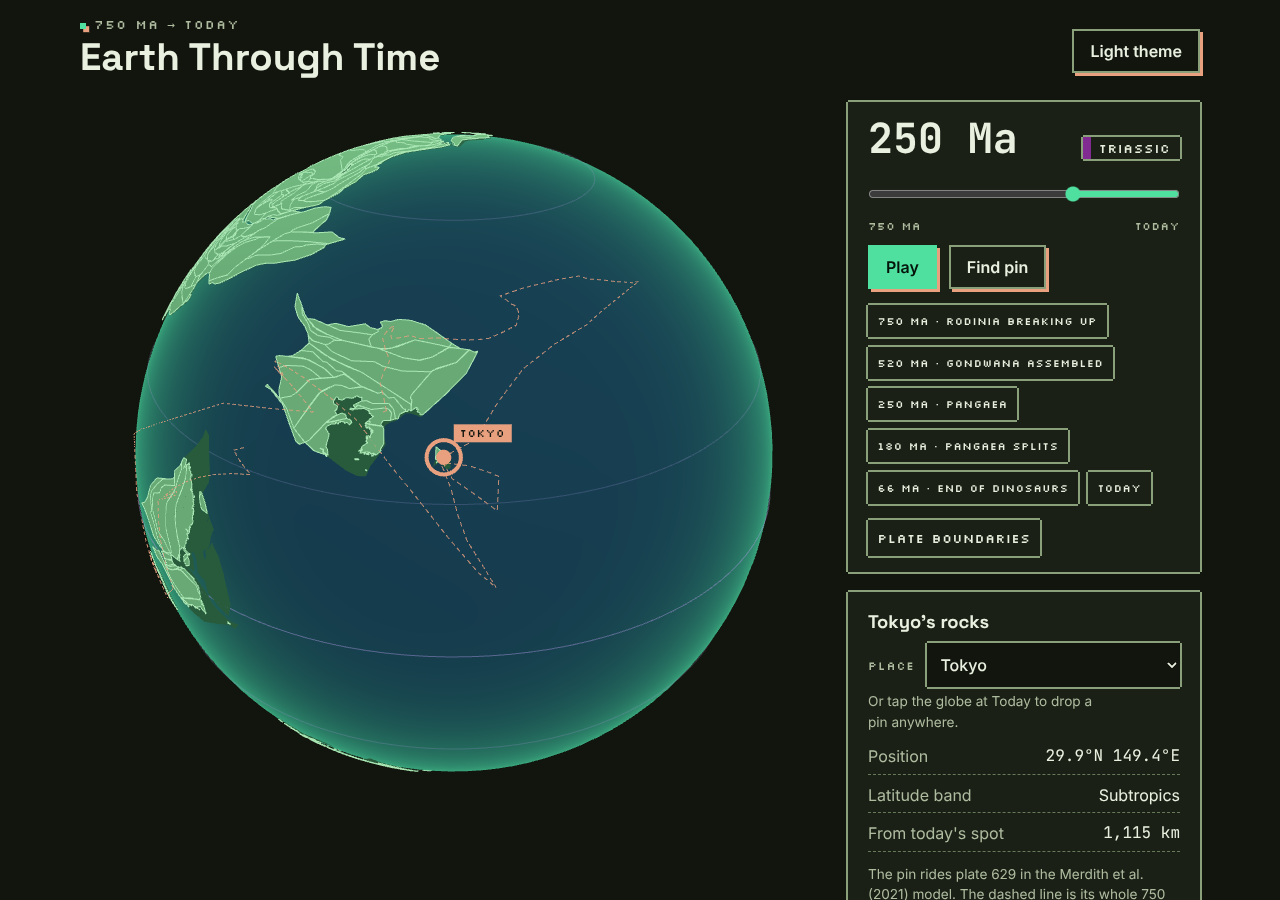 750 MA → TODAY
Earth Through Time
Light theme
250 Ma
TRIASSIC
750 MA
TODAY
Play
Find pin
750 MA · RODINIA BREAKING UP
520 MA · GONDWANA ASSEMBLED
250 MA · PANGAEA
180 MA · PANGAEA SPLITS
66 MA · END OF DINOSAURS
TODAY
PLATE BOUNDARIES
TOKYO
Tokyo's rocks
PLACE
Tokyo
Or tap the globe at Today to drop a
pin anywhere.
Position
29.9°N 149.4°E
Latitude band
Subtropics
From today's spot
1,115 km
The pin rides plate 629 in the Merdith et al.
(2021) model. The dashed line is its whole 750